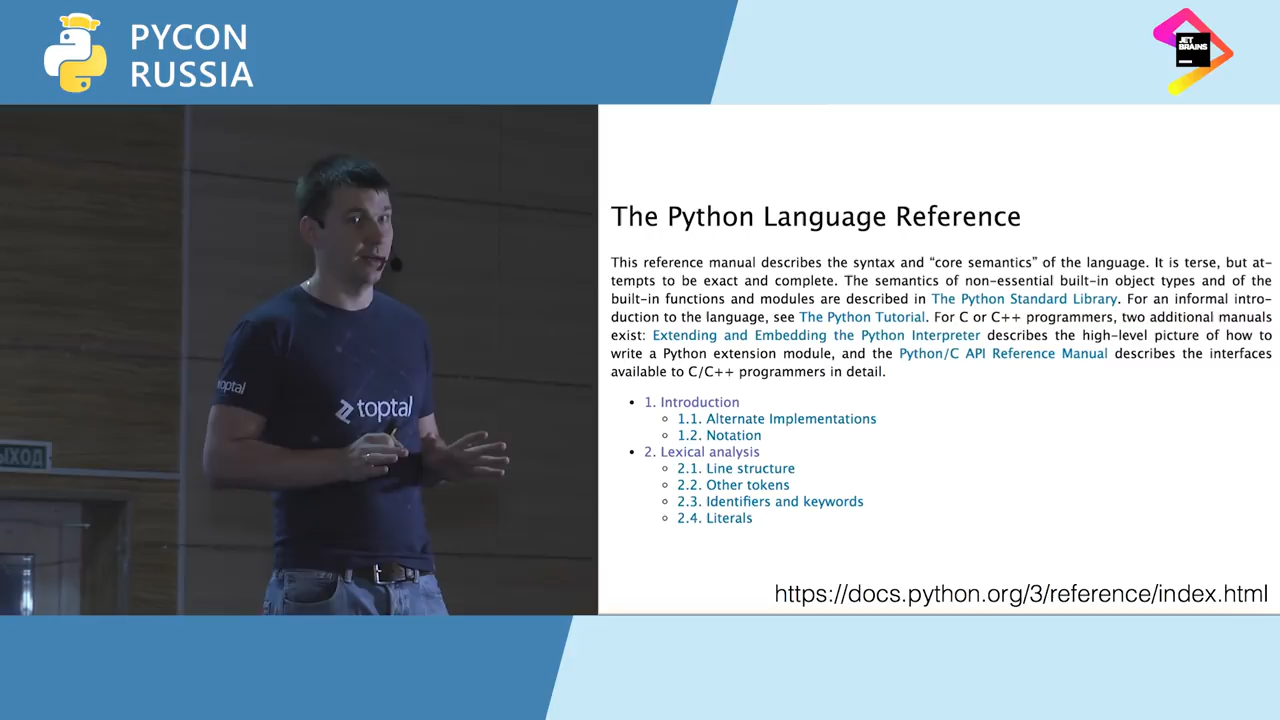 PYCON
RUSSIA
JET
BRAINS
The Python Language Reference
This reference manual describes the syntax and “core semantics” of the language. It is terse, but at-
tempts to be exact and complete. The semantics of non-essential built-in object types and of the
built-in functions and modules are described in The Python Standard Library. For an informal intro-
duction to the language, see The Python Tutorial. For C or C++ programmers, two additional manuals
exist: Extending and Embedding the Python Interpreter describes the high-level picture of how to
write a Python extension module, and the Python/C API Reference Manual describes the interfaces
available to C/C++ programmers in detail.
• 1. Introduction
◦ 1.1. Alternate Implementations
◦ 1.2. Notation
• 2. Lexical analysis
◦ 2.1. Line structure
◦ 2.2. Other tokens
◦ 2.3. Identifiers and keywords
◦ 2.4. Literals
https://docs.python.org/3/reference/index.html
toptal
toptal
ЫХОД